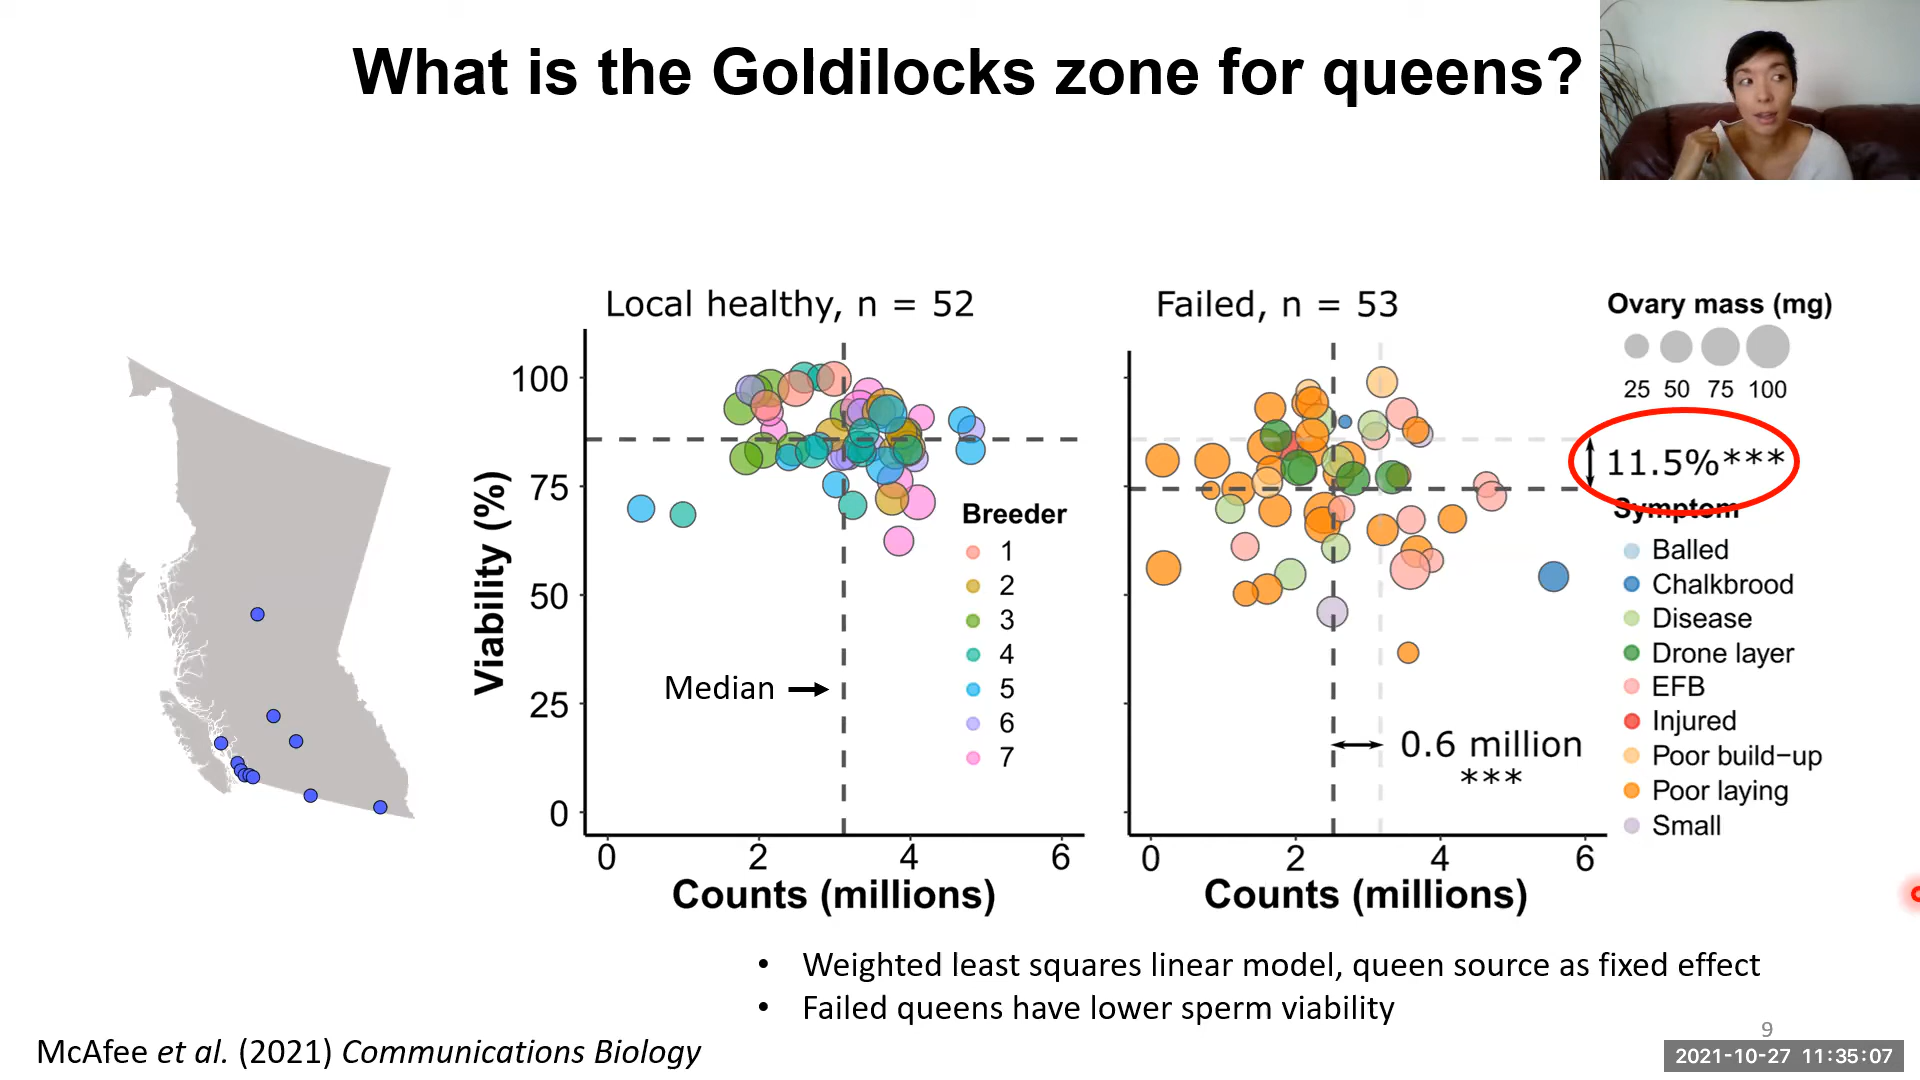 What is the Goldilocks zone for queens?
Local healthy, n = 52
Viability (%)
100
75
50
25
0
Median
Breeder
1
2
3
4
5
6
7
0 2 4 6
Counts (millions)
Failed, n = 53
0.6 million
***
0 2 4 6
Counts (millions)
Ovary mass (mg)
25 50 75 100
11.5%***
Symptom
Balled
Chalkbrood
Disease
Drone layer
EFB
Injured
Poor build-up
Poor laying
Small
• Weighted least squares linear model, queen source as fixed effect
• Failed queens have lower sperm viability
McAfee et al. (2021) Communications Biology
9
2021-10-27 11:35:07